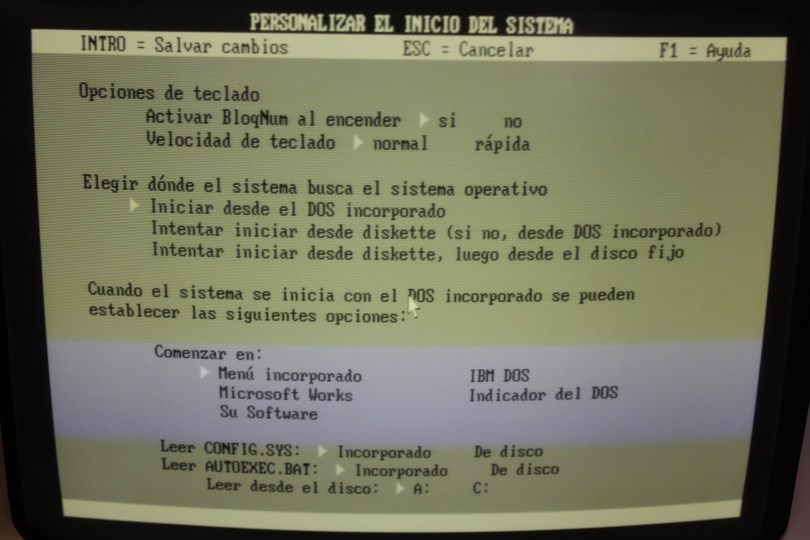 PERSONALIZAR EL INICIO DEL SISTEMA
INTRO = Salvar cambios ESC = Cancelar F1 = Ayuda
Opciones de teclado
Activar BloqNum al encender si no
Velocidad de teclado normal rápida
Elegir dónde el sistema busca el sistema operativo
Iniciar desde el DOS incorporado
Intentar iniciar desde diskette (si no, desde DOS incorporado)
Intentar iniciar desde diskette, luego desde el disco fijo
Cuando el sistema se inicia con el DOS incorporado se pueden
establecer las siguientes opciones:
Comenzar en:
Menú incorporado IBM DOS
Microsoft Works Indicador del DOS
Su Software
Leer CONFIG.SYS: Incorporado De disco
Leer AUTOEXEC.BAT: Incorporado De disco
Leer desde el disco: A: C: